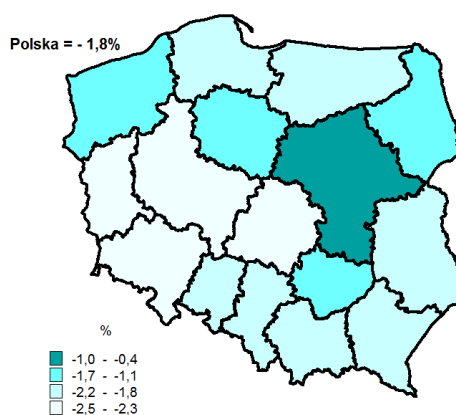 Polska = - 1,8%
%
-1,0 - -0,4
-1,7 - -1,1
-2,2 - -1,8
-2,5 - -2,3